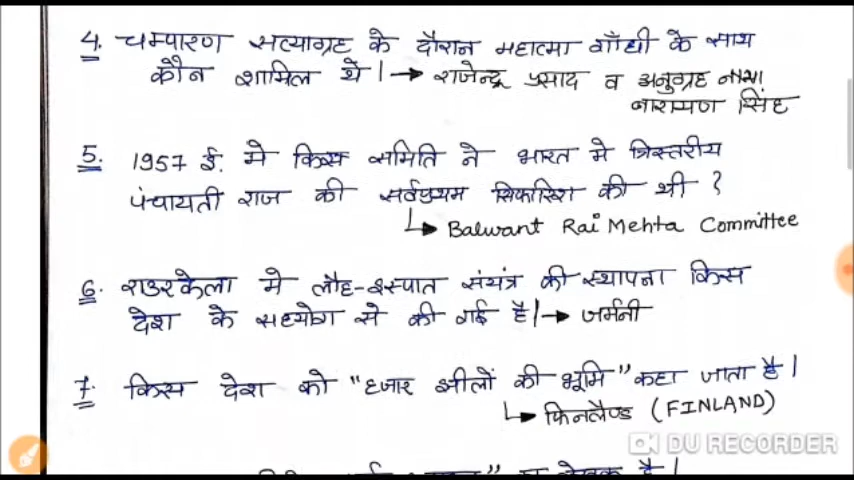 4. चम्पारण सत्याग्रह के दौरान महात्मा गाँधी के साथ
कौन शामिल थे। → राजेन्द्र प्रसाद व अनुग्रह
नारायण सिंह
5. 1957 ई. मे किस समिति ने भारत मे त्रिस्तरीय
पंचायती राज की सर्वप्रथम सिफारिश की थी ?
↳ Balwant Rai Mehta Committee
6. राउरकेला मे लौह-इस्पात संयंत्र की स्थापना किस
देश के सहयोग से की गई है। → जर्मनी
7. किस देश को "हजार झीलों की भूमि" कहा जाता है।
↳ फिनलैण्ड (FINLAND)
DU RECORDER